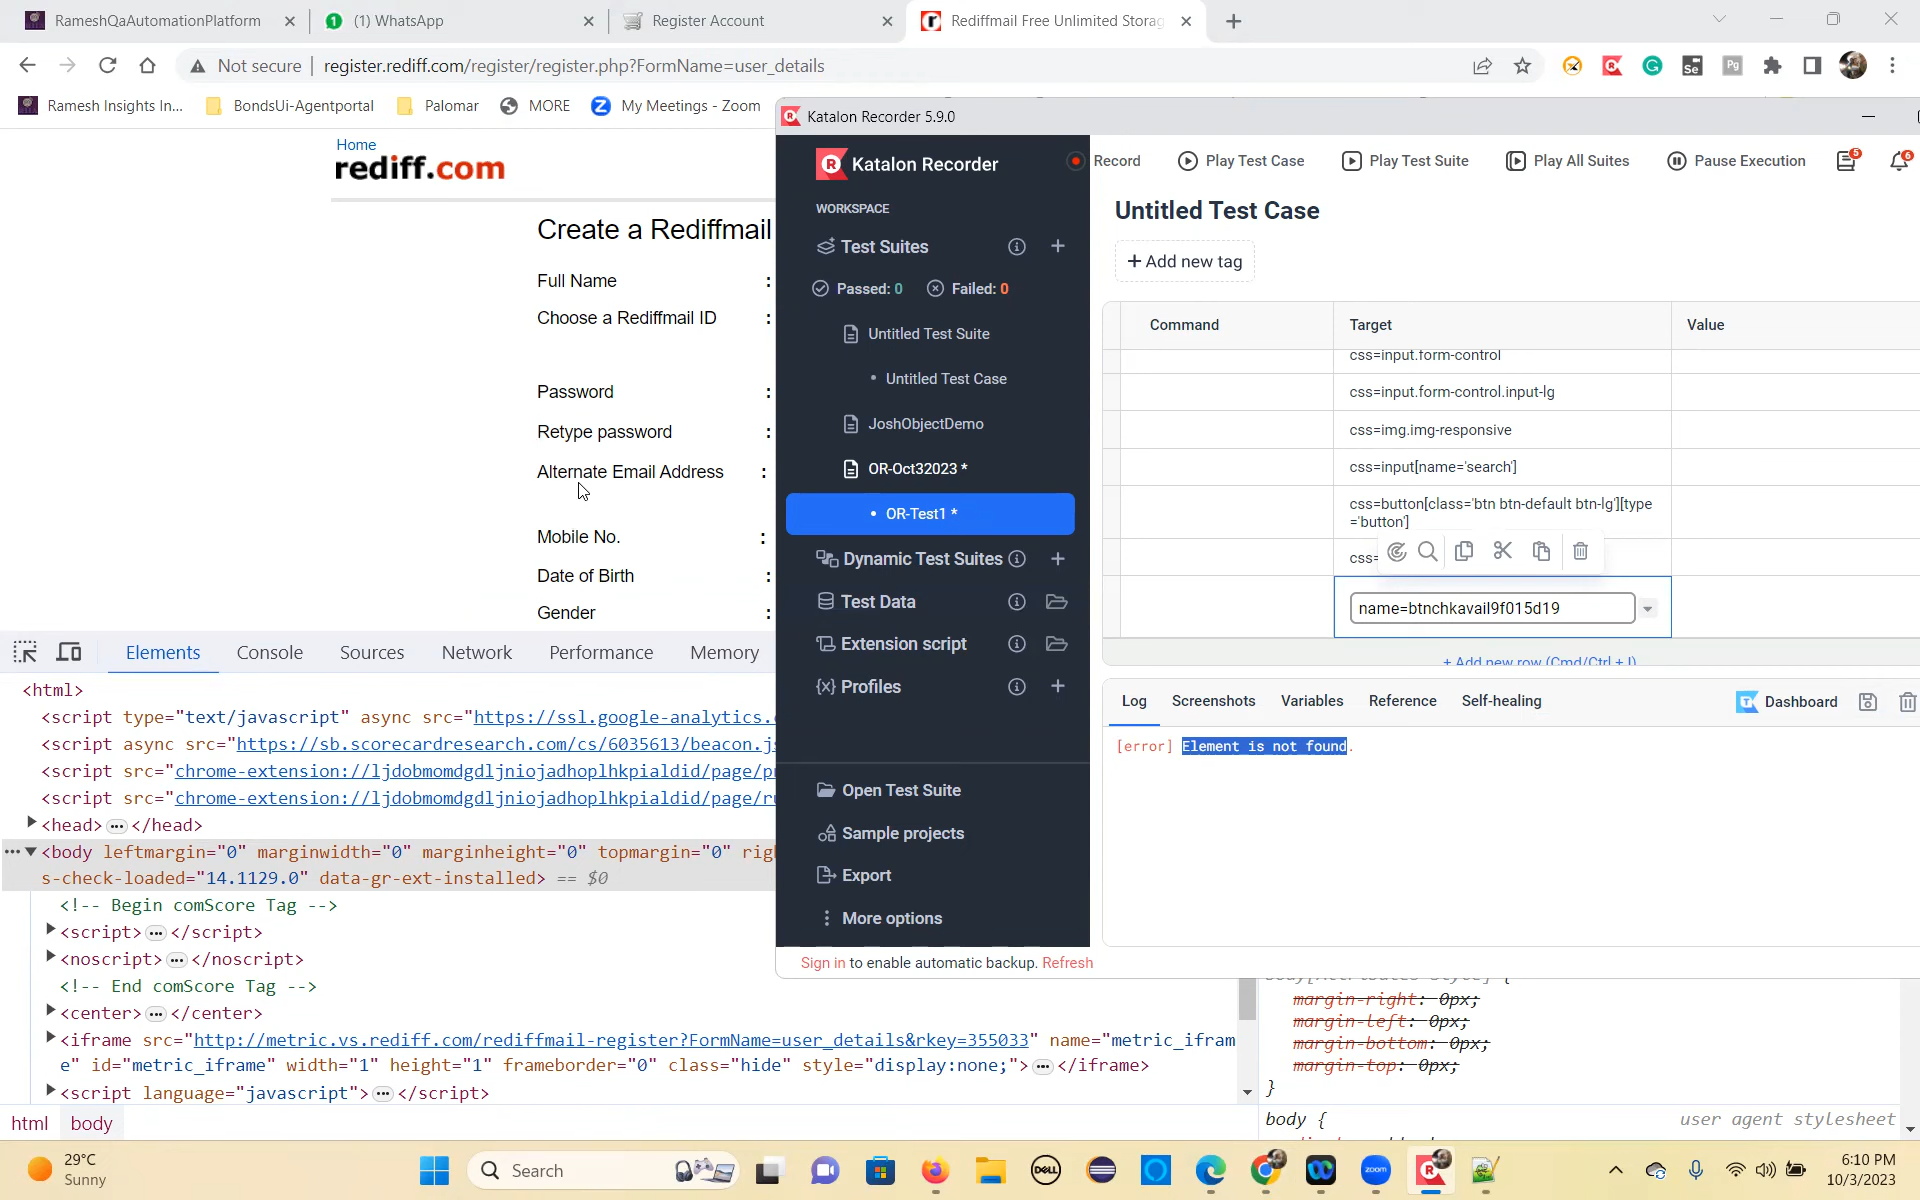 RameshQaAutomationPlatform
(1) WhatsApp
Register Account
Rediffmail Free Unlimited Storag
Not secure
register.rediff.com/register/register.php?FormName=user_details
Ramesh Insights In...
BondsUi-Agentportal
Palomar
MORE
My Meetings - Zoom
Home
rediff.com
Create a Rediffmail
Full Name :
Choose a Rediffmail ID :
Password :
Retype password :
Alternate Email Address :
Mobile No. :
Date of Birth :
Gender :
Katalon Recorder 5.9.0
Katalon Recorder
WORKSPACE
Test Suites
Passed: 0 Failed: 0
Untitled Test Suite
• Untitled Test Case
JoshObjectDemo
OR-Oct32023 *
• OR-Test1 *
Dynamic Test Suites
Test Data
Extension script
Profiles
Open Test Suite
Sample projects
Export
More options
Sign in to enable automatic backup. Refresh
Record
Play Test Case
Play Test Suite
Play All Suites
Pause Execution
5
6
Untitled Test Case
+ Add new tag
Command Target Value
css=input.form-control
css=input.form-control.input-lg
css=img.img-responsive
css=input[name='search']
css=button[class='btn btn-default btn-lg'][type
='button']
css=
name=btnchkavail9f015d19
+ Add new row (Cmd/Ctrl + I)
Log Screenshots Variables Reference Self-healing Dashboard
[error] Element is not found.
Elements Console Sources Network Performance Memory
<html>
<script type="text/javascript" async src="https://ssl.google-analytics.
<script async src="https://sb.scorecardresearch.com/cs/6035613/beacon.j
<script src="chrome-extension://ljdobmomdgdljniojadhoplhkpialdid/page/p
<script src="chrome-extension://ljdobmomdgdljniojadhoplhkpialdid/page/r
<head> ••• </head>
••• <body leftmargin="0" marginwidth="0" marginheight="0" topmargin="0" rig
s-check-loaded="14.1129.0" data-gr-ext-installed> == $0
<!-- Begin comScore Tag -->
<script> ••• </script>
<noscript> ••• </noscript>
<!-- End comScore Tag -->
<center> ••• </center>
<iframe src="http://metric.vs.rediff.com/rediffmail-register?FormName=user_details&rkey=355033" name="metric_ifram
e" id="metric_iframe" width="1" height="1" frameborder="0" class="hide" style="display:none;"> ••• </iframe>
<script language="javascript"> ••• </script>
html body
body[Attributes Style] {
margin-right: 0px;
margin-left: 0px;
margin-bottom: 0px;
margin-top: 0px;
}
body { user agent stylesheet
29°C
Sunny
Search
DELL
zoom
6:10 PM
10/3/2023